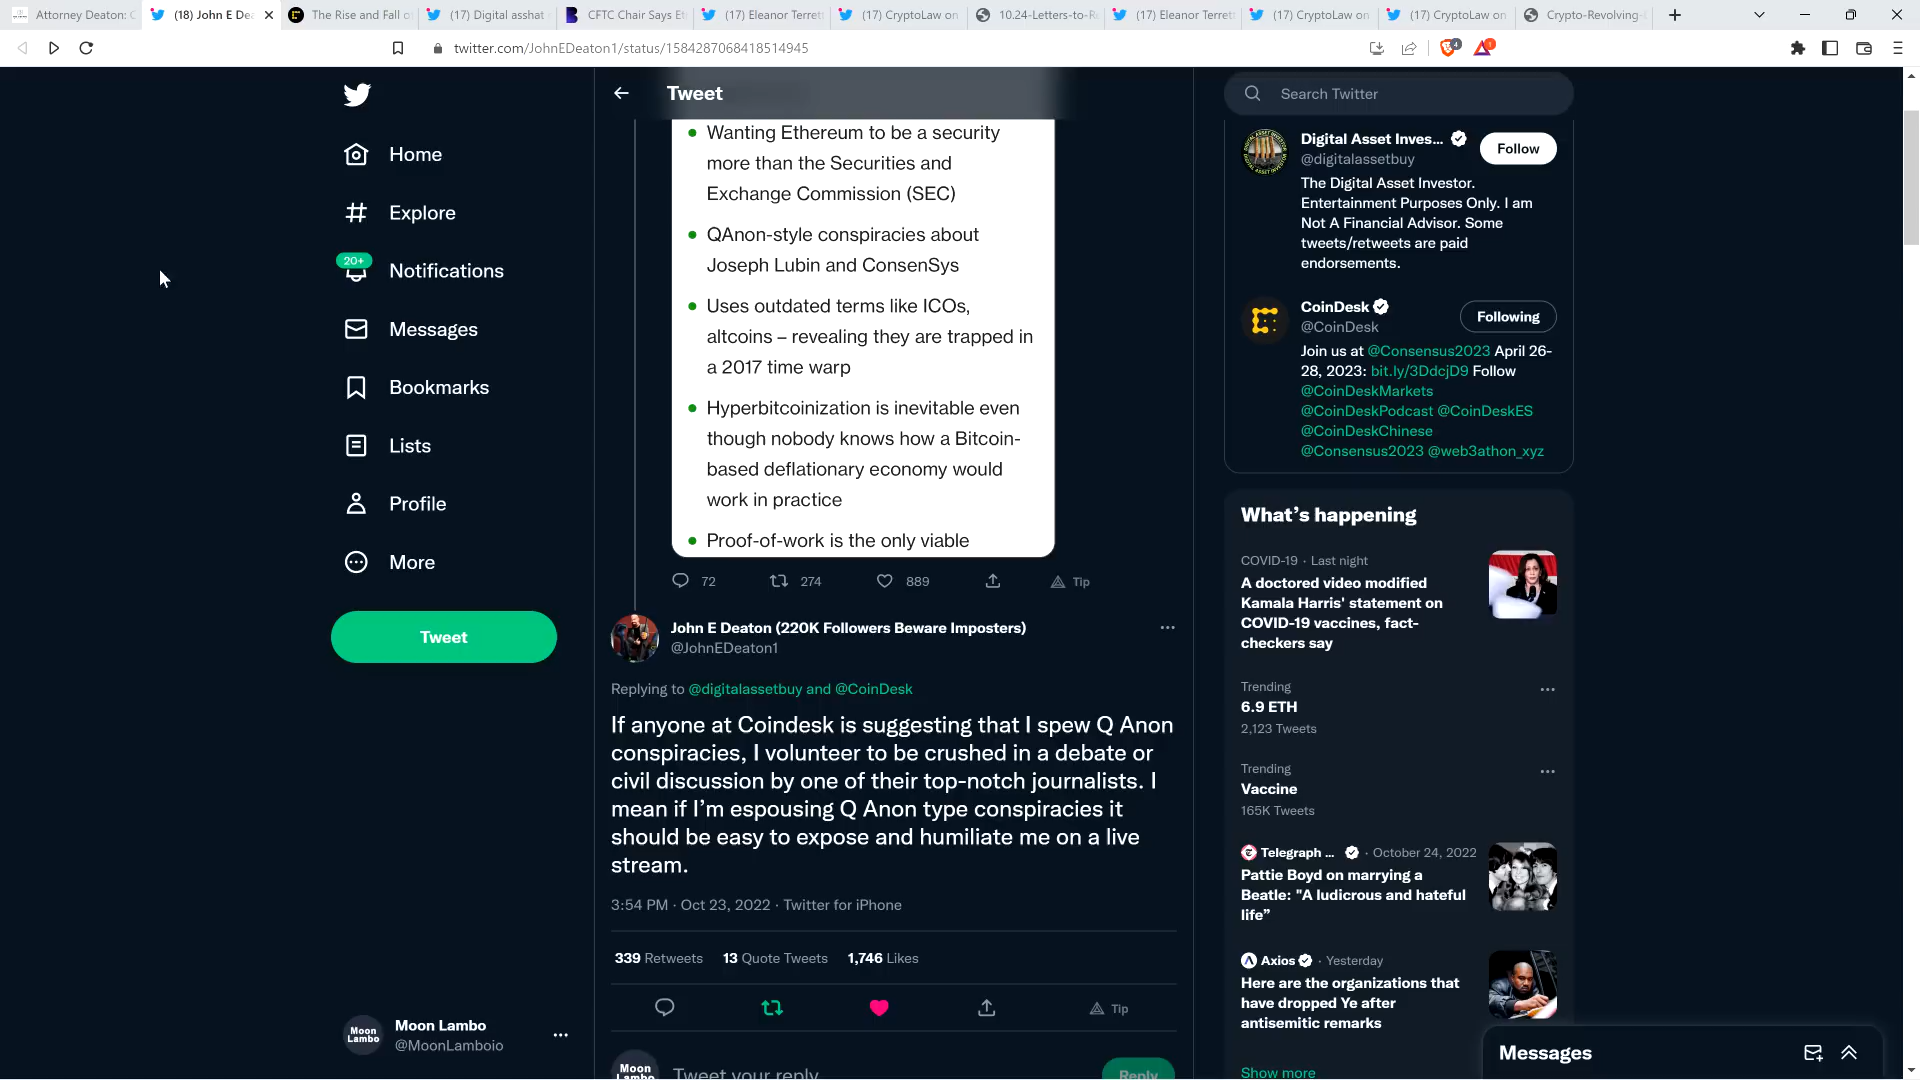 Attorney Deaton: C
(18) John E Dea
The Rise and Fall o
(17) Digital asshat
CFTC Chair Says Et
(17) Eleanor Terrett
(17) CryptoLaw on
10.24-Letters-to-R
(17) Eleanor Terrett
(17) CryptoLaw on
(17) CryptoLaw on
Crypto-Revolving-
twitter.com/JohnEDeaton1/status/1584287068418514945
4
1
Home
Explore
20+
Notifications
Messages
Bookmarks
Lists
Profile
More
Tweet
Moon Lambo
Moon Lambo
@MoonLamboio
Tweet
Wanting Ethereum to be a security
more than the Securities and
Exchange Commission (SEC)
QAnon-style conspiracies about
Joseph Lubin and ConsenSys
Uses outdated terms like ICOs,
altcoins – revealing they are trapped in
a 2017 time warp
Hyperbitcoinization is inevitable even
though nobody knows how a Bitcoin-
based deflationary economy would
work in practice
Proof-of-work is the only viable
72 274 889 Tip
John E Deaton (220K Followers Beware Imposters)
@JohnEDeaton1
Replying to @digitalassetbuy and @CoinDesk
If anyone at Coindesk is suggesting that I spew Q Anon
conspiracies, I volunteer to be crushed in a debate or
civil discussion by one of their top-notch journalists. I
mean if I’m espousing Q Anon type conspiracies it
should be easy to expose and humiliate me on a live
stream.
3:54 PM · Oct 23, 2022 · Twitter for iPhone
339 Retweets 13 Quote Tweets 1,746 Likes
Tip
Moon
Lambo
Tweet your reply
Reply
Search Twitter
Digital Asset Inves...
@digitalassetbuy
Follow
The Digital Asset Investor.
Entertainment Purposes Only. I am
Not A Financial Advisor. Some
tweets/retweets are paid
endorsements.
CoinDesk
@CoinDesk
Following
Join us at @Consensus2023 April 26-
28, 2023: bit.ly/3DdcjD9 Follow
@CoinDeskMarkets
@CoinDeskPodcast @CoinDeskES
@CoinDeskChinese
@Consensus2023 @web3athon_xyz
What’s happening
COVID-19 · Last night
A doctored video modified
Kamala Harris' statement on
COVID-19 vaccines, fact-
checkers say
Trending
6.9 ETH
2,123 Tweets
Trending
Vaccine
165K Tweets
Telegraph ... · October 24, 2022
Pattie Boyd on marrying a
Beatle: "A ludicrous and hateful
life”
Axios · Yesterday
Here are the organizations that
have dropped Ye after
antisemitic remarks
Show more
Messages